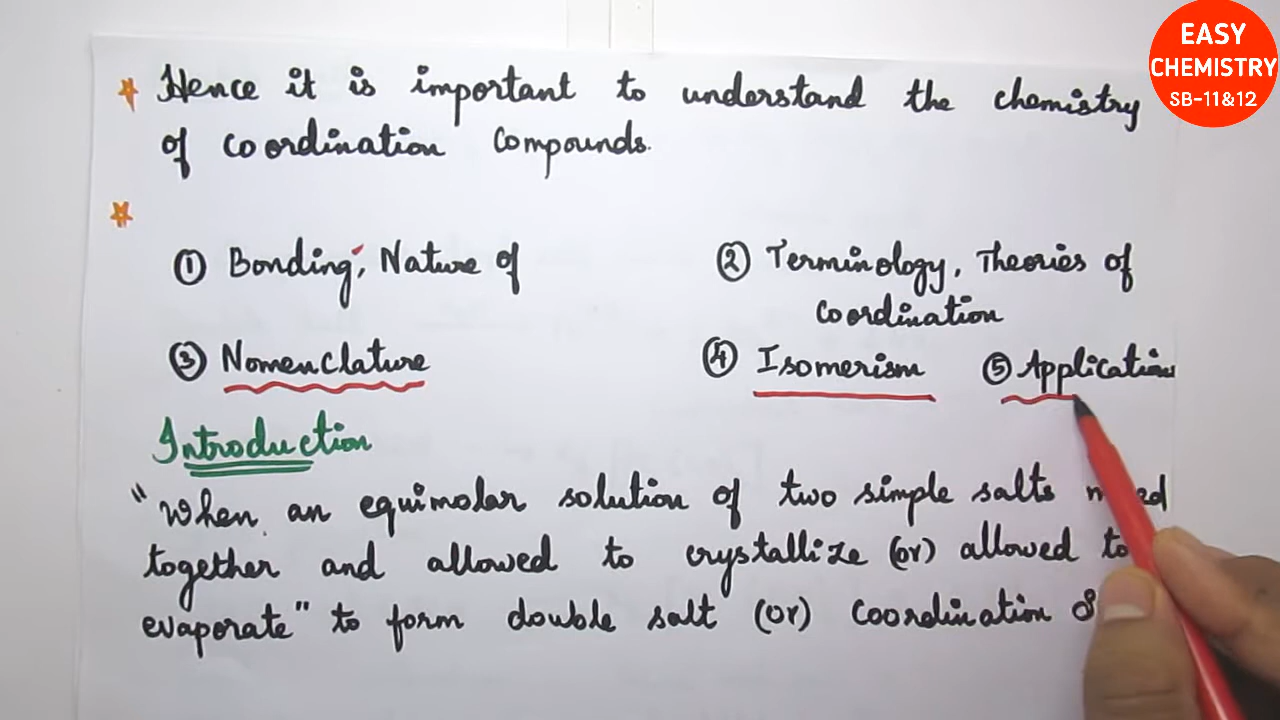 EASY
CHEMISTRY
SB-11&12
Hence it is important to understand the chemistry
of coordination Compounds.
① Bonding, Nature of
② Terminology, Theories of
coordination
③ Nomenclature
④ Isomerism
⑤ Application
Introduction
"When an equimolar solution of two simple salts
together and allowed to crystallize (or) allowed to
evaporate" to form double salt (or) coordination